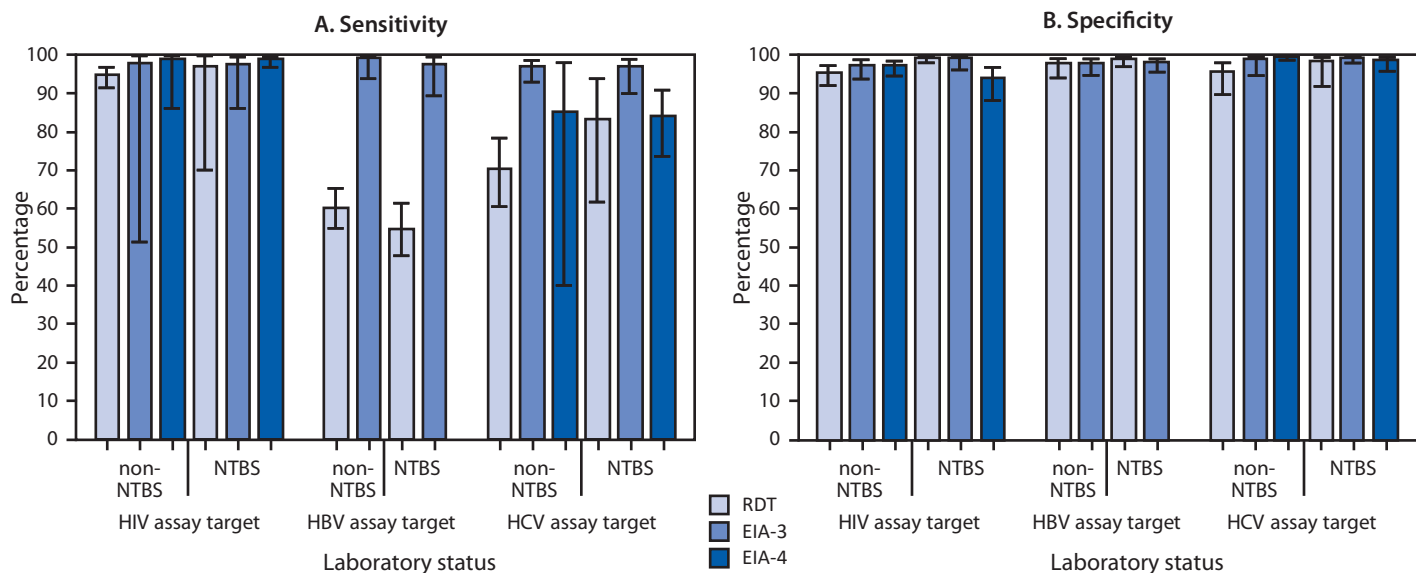 A. Sensitivity
Percentage
100
90
80
70
60
50
40
30
20
10
0
non-
NTBS
NTBS
HIV assay target
non-
NTBS
NTBS
HBV assay target
non-
NTBS
NTBS
HCV assay target
Laboratory status
RDT
EIA-3
EIA-4
B. Specificity
Percentage
100
90
80
70
60
50
40
30
20
10
0
non-
NTBS
NTBS
HIV assay target
non-
NTBS
NTBS
HBV assay target
non-
NTBS
NTBS
HCV assay target
Laboratory status